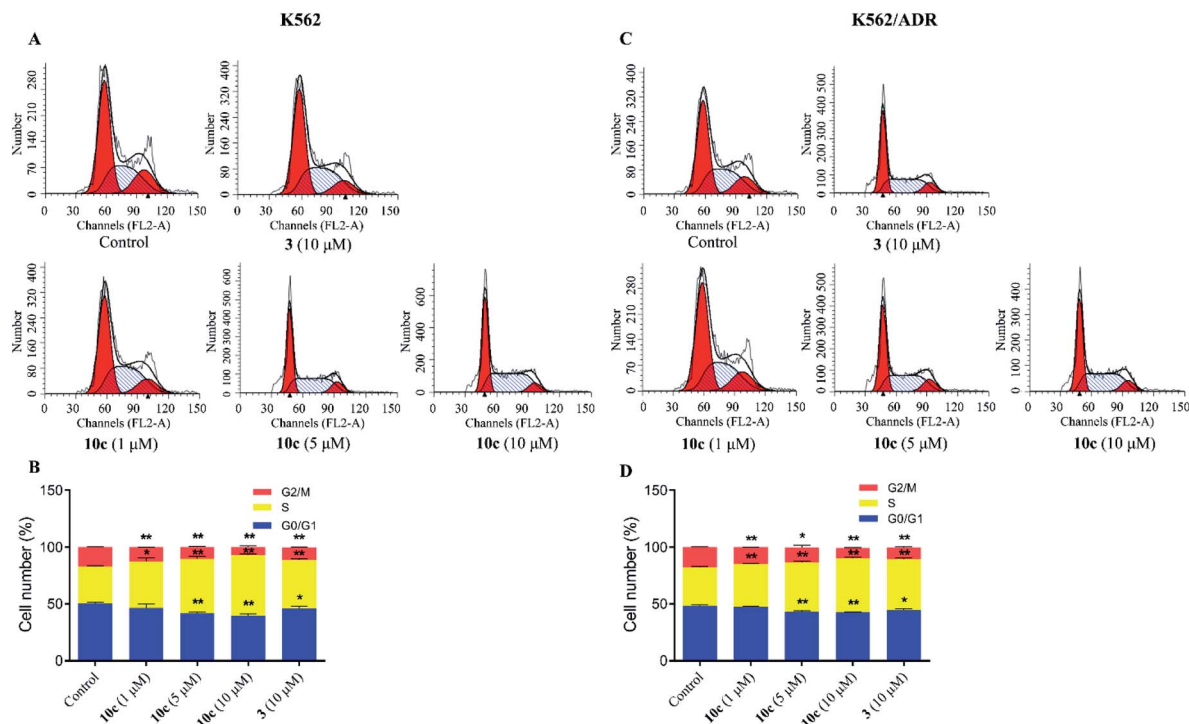 K562
K562/ADR
A
C
Number
0 70 140 210 280
0 30 60 90 120 150
Channels (FL2-A)
Control
Number
0 80 160 240 320 400
0 30 60 90 120 150
Channels (FL2-A)
3 (10 μM)
Number
0 80 160 240 320 400
0 30 60 90 120 150
Channels (FL2-A)
Control
Number
0 100 200 300 400 500
0 30 60 90 120 150
Channels (FL2-A)
3 (10 μM)
Number
0 80 160 240 320 400
0 30 60 90 120 150
Channels (FL2-A)
10c (1 μM)
Number
0 100 200 300 400 500 600
0 30 60 90 120 150
Channels (FL2-A)
10c (5 μM)
Number
0 200 400 600
0 30 60 90 120 150
Channels (FL2-A)
10c (10 μM)
Number
0 70 140 210 280
0 30 60 90 120 150
Channels (FL2-A)
10c (1 μM)
Number
0 100 200 300 400 500
0 30 60 90 120 150
Channels (FL2-A)
10c (5 μM)
Number
0 100 200 300 400
0 30 60 90 120 150
Channels (FL2-A)
10c (10 μM)
B
Cell number (%)
150
100
50
0
G2/M
S
G0/G1
** ** ** **
* ** ** **
** ** *
Control
10c (1 μM)
10c (5 μM)
10c (10 μM)
3 (10 μM)
D
Cell number (%)
150
100
50
0
G2/M
S
G0/G1
** * ** **
** ** ** **
** ** *
Control
10c (1 μM)
10c (5 μM)
10c (10 μM)
3 (10 μM)